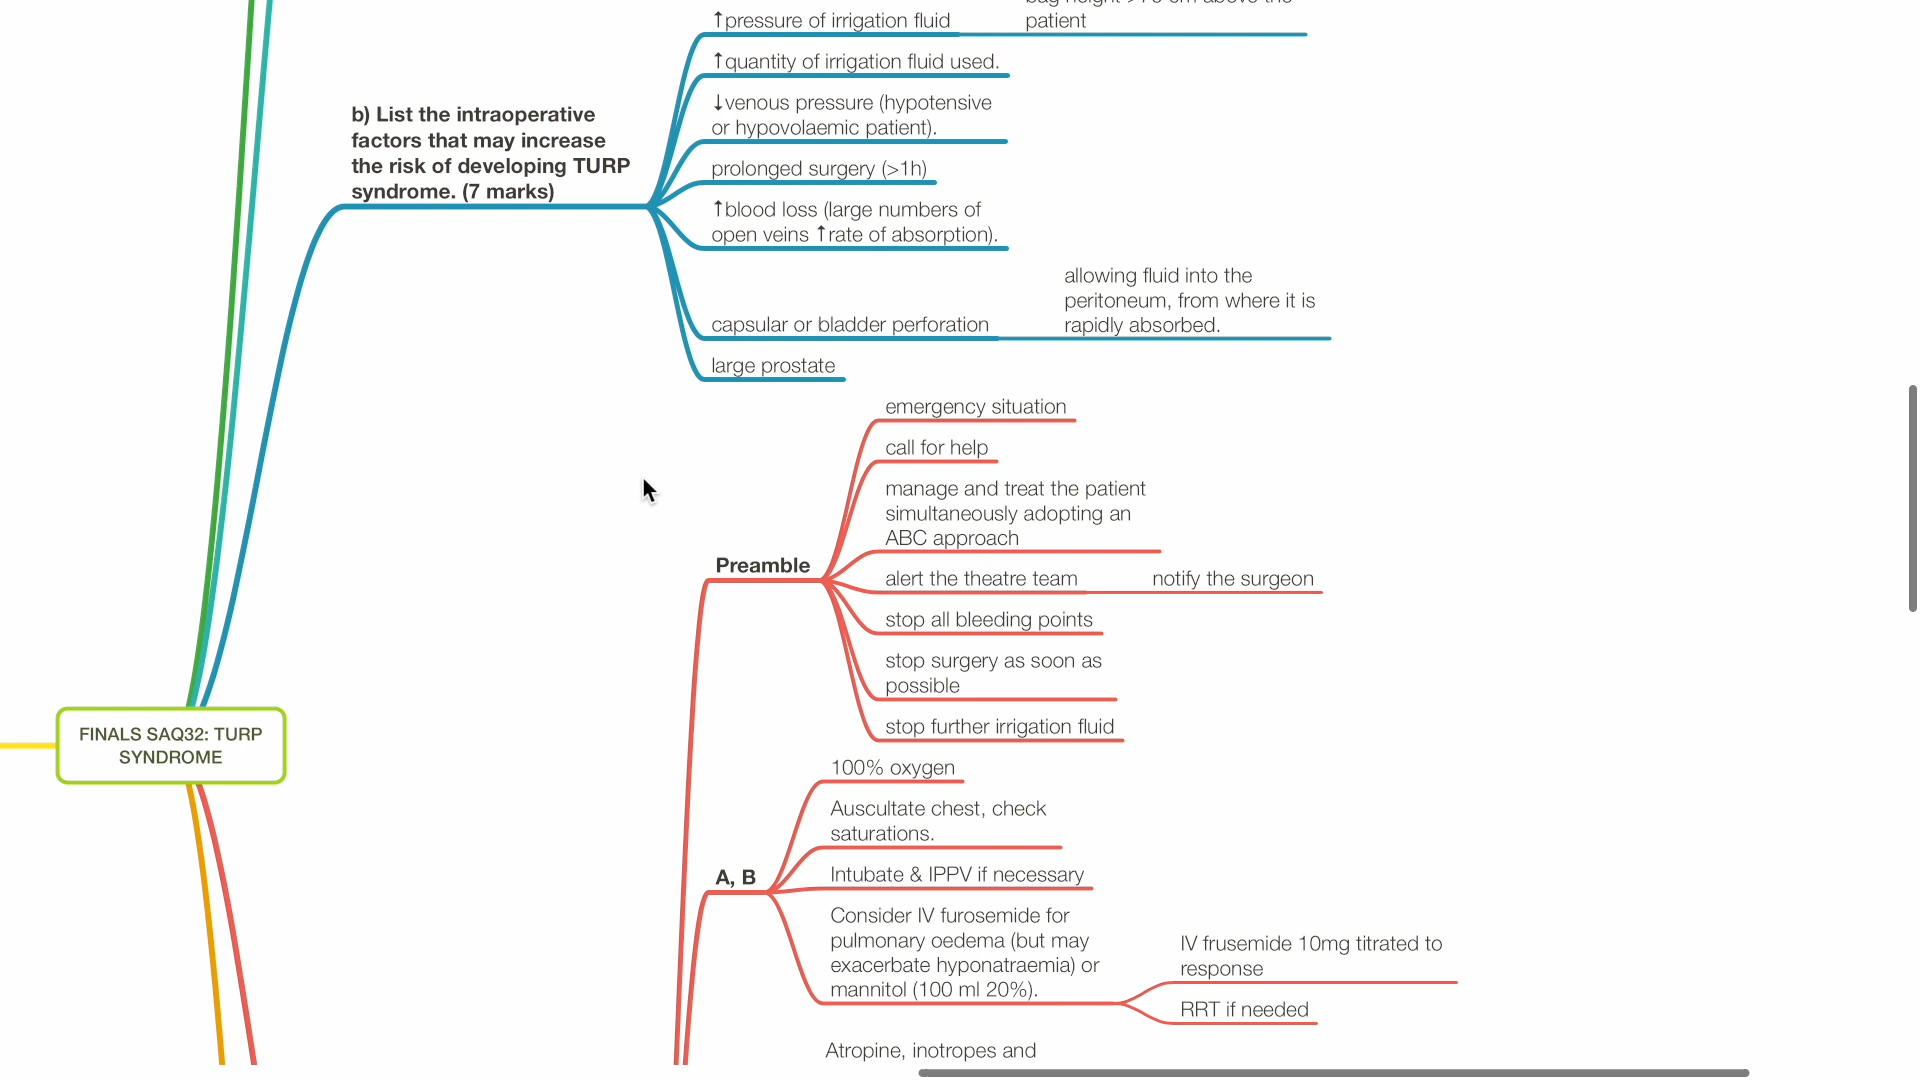 ↑pressure of irrigation fluid
patient
↑quantity of irrigation fluid used.
b) List the intraoperative
factors that may increase
the risk of developing TURP
syndrome. (7 marks)
↓venous pressure (hypotensive
or hypovolaemic patient).
prolonged surgery (>1h)
↑blood loss (large numbers of
open veins ↑rate of absorption).
capsular or bladder perforation
allowing fluid into the
peritoneum, from where it is
rapidly absorbed.
large prostate
FINALS SAQ32: TURP
SYNDROME
Preamble
emergency situation
call for help
manage and treat the patient
simultaneously adopting an
ABC approach
alert the theatre team
notify the surgeon
stop all bleeding points
stop surgery as soon as
possible
stop further irrigation fluid
A, B
100% oxygen
Auscultate chest, check
saturations.
Intubate & IPPV if necessary
Consider IV furosemide for
pulmonary oedema (but may
exacerbate hyponatraemia) or
mannitol (100 ml 20%).
IV frusemide 10mg titrated to
response
RRT if needed
Atropine, inotropes and